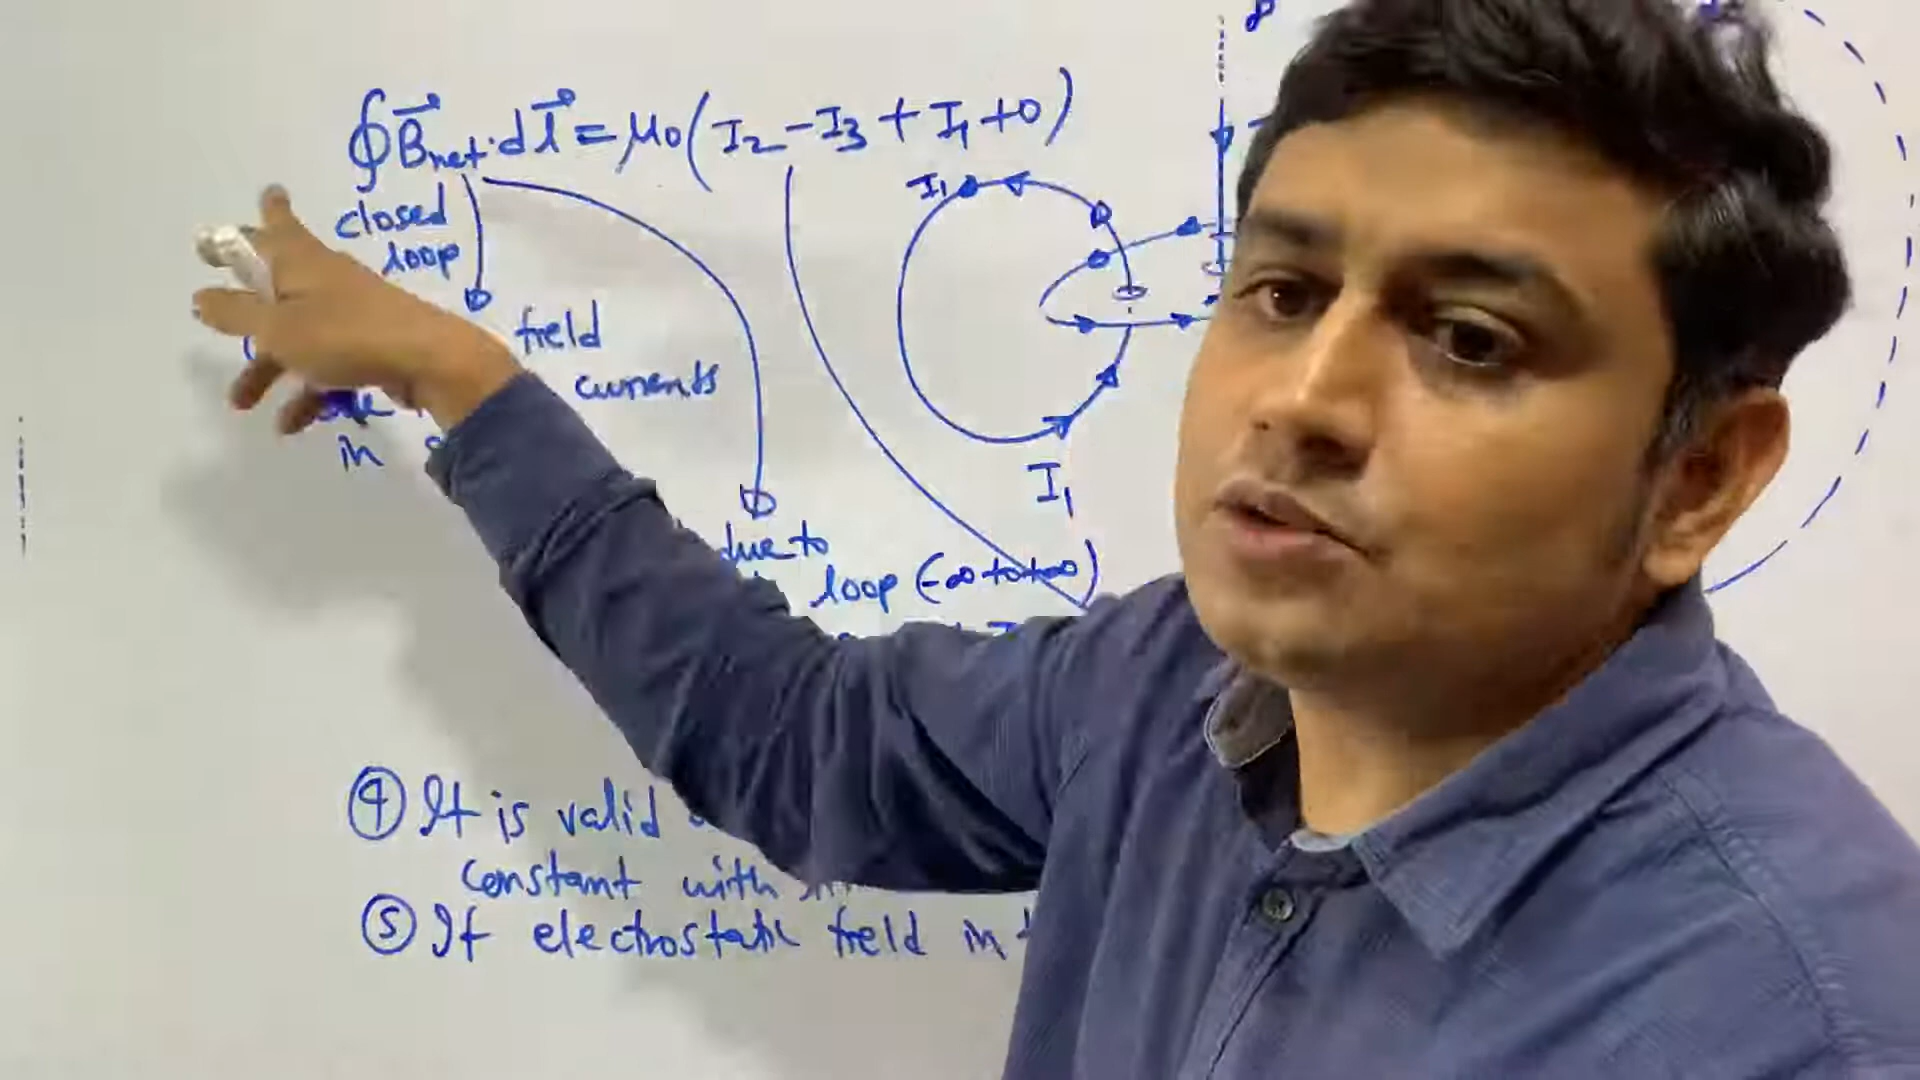 ∮B⃗net·dl⃗ = μ0(I2 - I3 + I1 + 0)
closed
loop
I1
field
currents
in
I1
due to
loop (-∞ to +∞)
④ It is valid
constant with
⑤ If electrostatic field in